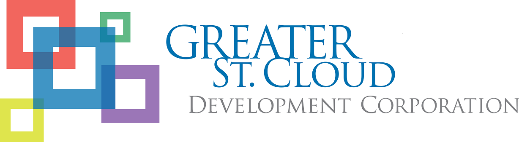 GREATER
ST. CLOUD
DEVELOPMENT CORPORATION